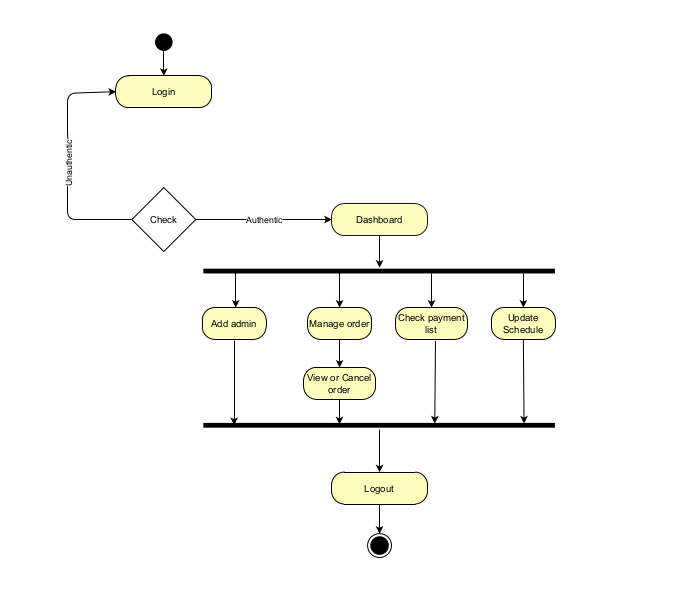 Login
Unauthentic
Check
Authentic
Dashboard
Add admin
Manage order
Check payment
list
Update
Schedule
View or Cancel
order
Logout